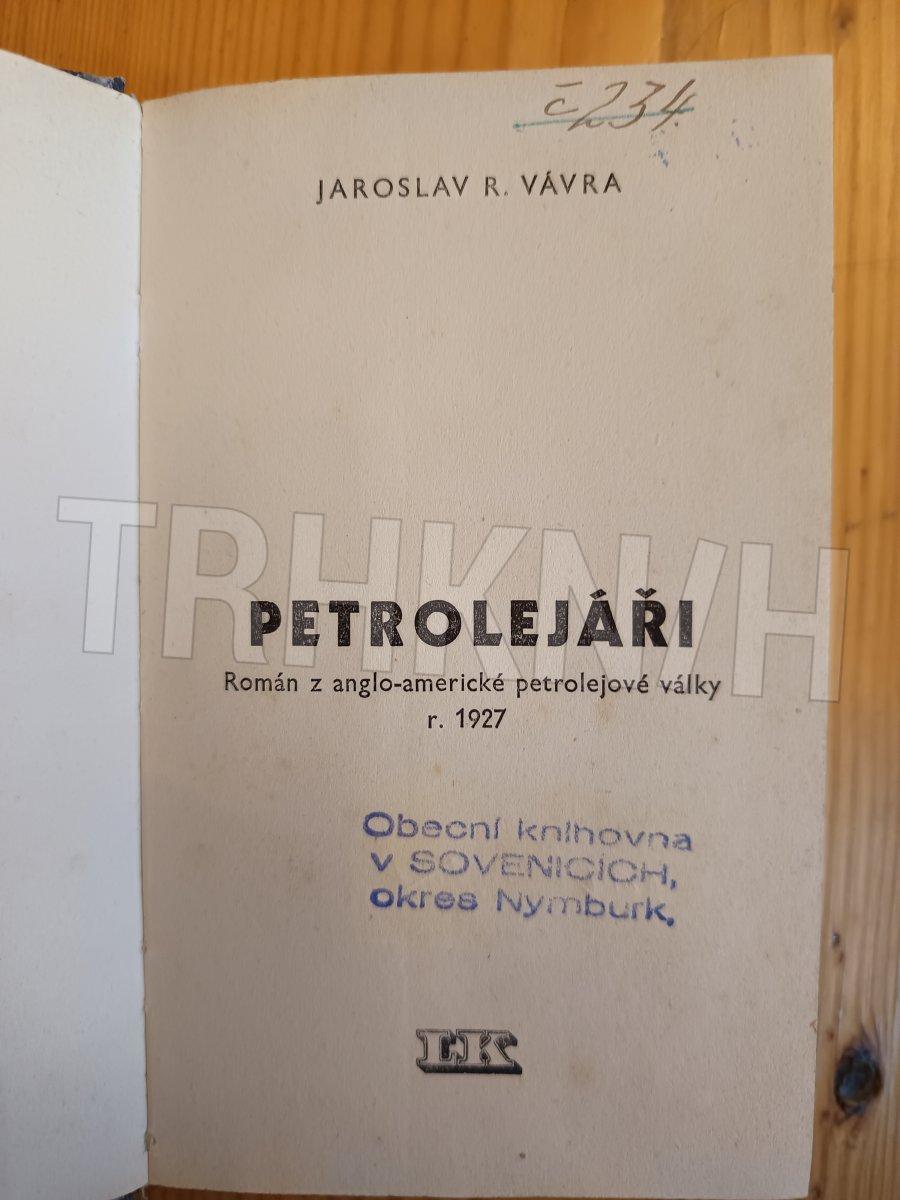 č 234.
JAROSLAV R. VÁVRA
TRHKNIH
PETROLEJÁŘI
Román z anglo-americké petrolejové války
r. 1927
Obecní knihovna
v SOVENICÍCH,
okres Nymburk.
LK